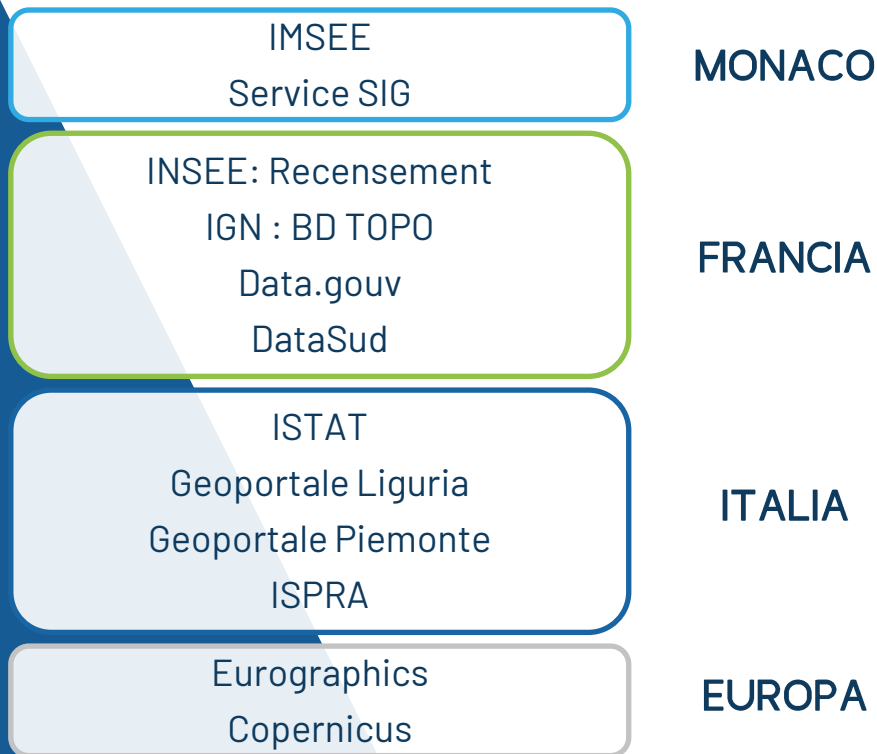 IMSEE
Service SIG
MONACO
INSEE: Recensement
IGN : BD TOPO
Data.gouv
DataSud
FRANCIA
ISTAT
Geoportale Liguria
Geoportale Piemonte
ISPRA
ITALIA
Eurographics
Copernicus
EUROPA